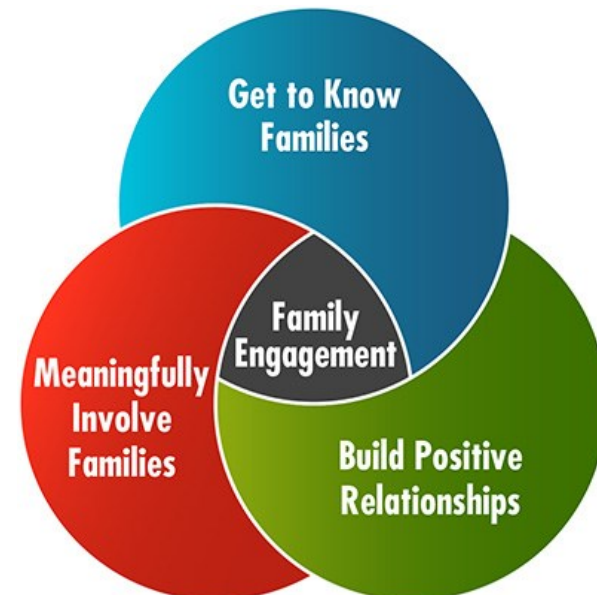 Get to Know
Families
Family
Engagement
Meaningfully
Involve
Families
Build Positive
Relationships